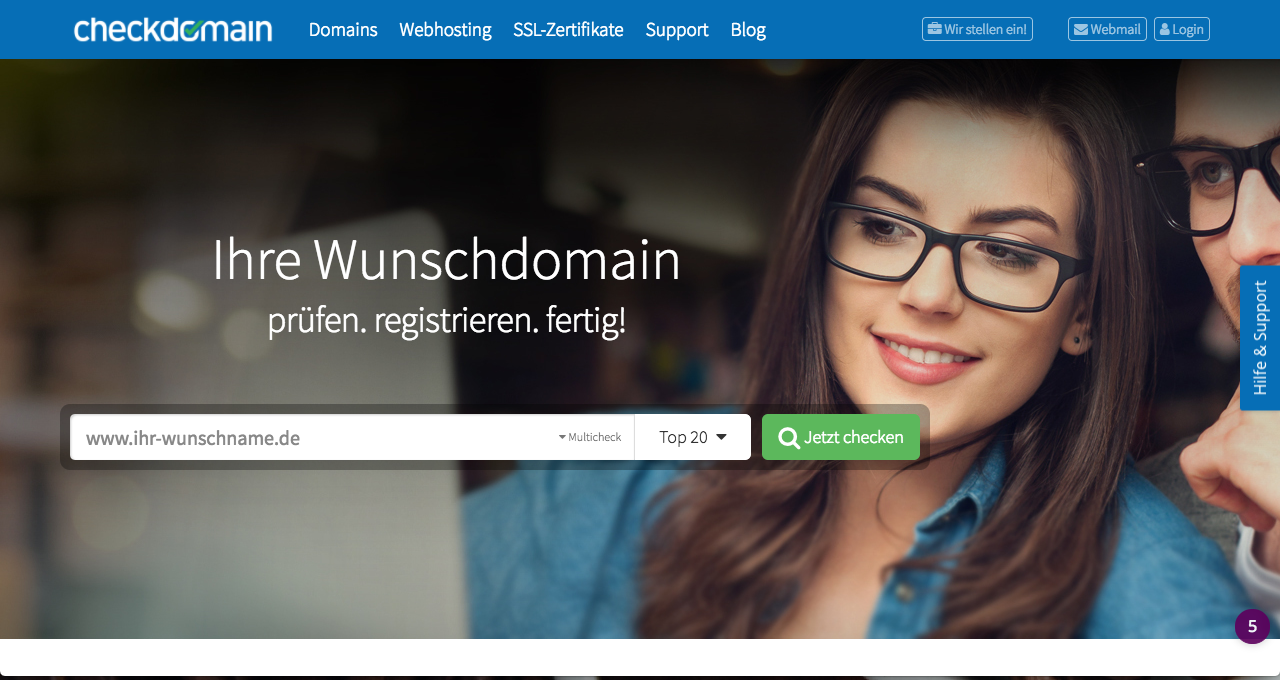 checkdomain
Domains
Webhosting
SSL-Zertifikate
Support
Blog
Wir stellen ein!
Webmail
Login
Ihre Wunschdomain
prüfen. registrieren. fertig!
www.ihr-wunschname.de
Multicheck
Top 20
Jetzt checken
Hilfe & Support
5